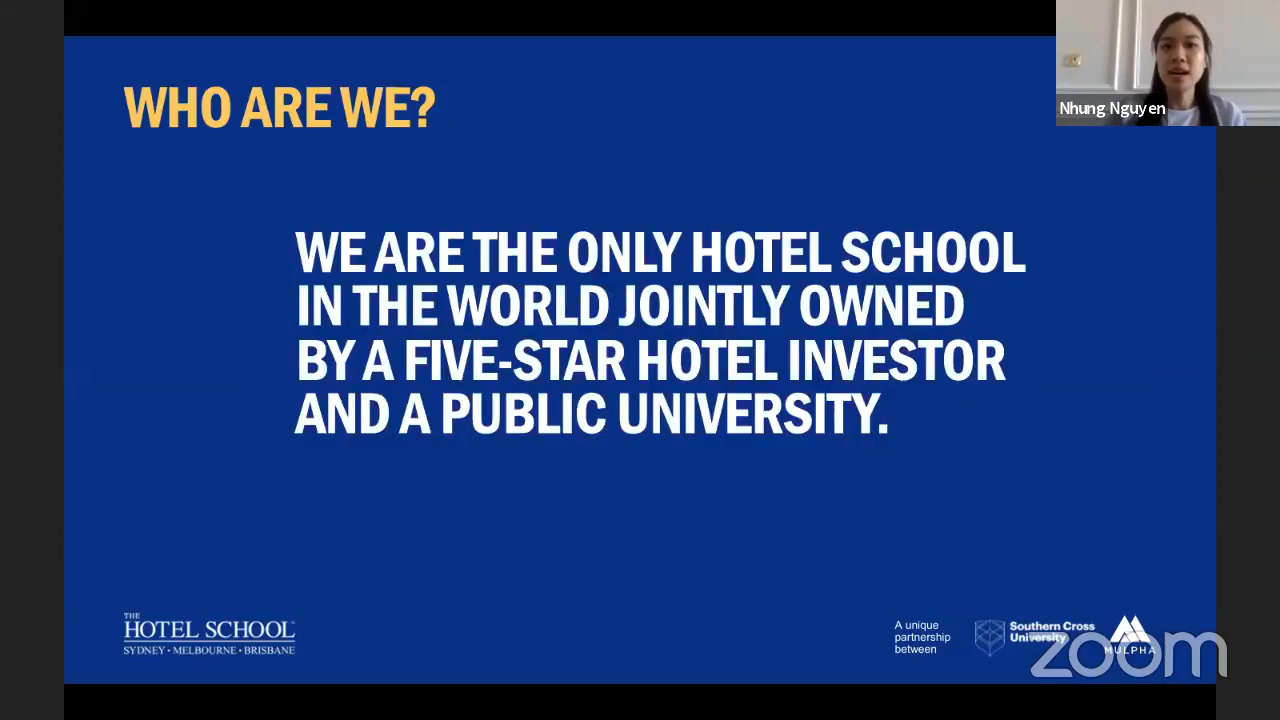 WHO ARE WE?
Nhung Nguyen
WE ARE THE ONLY HOTEL SCHOOL
IN THE WORLD JOINTLY OWNED
BY A FIVE-STAR HOTEL INVESTOR
AND A PUBLIC UNIVERSITY.
THE
HOTEL SCHOOL
SYDNEY • MELBOURNE • BRISBANE
A unique
partnership
between
Southern Cross
University
MULPHA
zoom